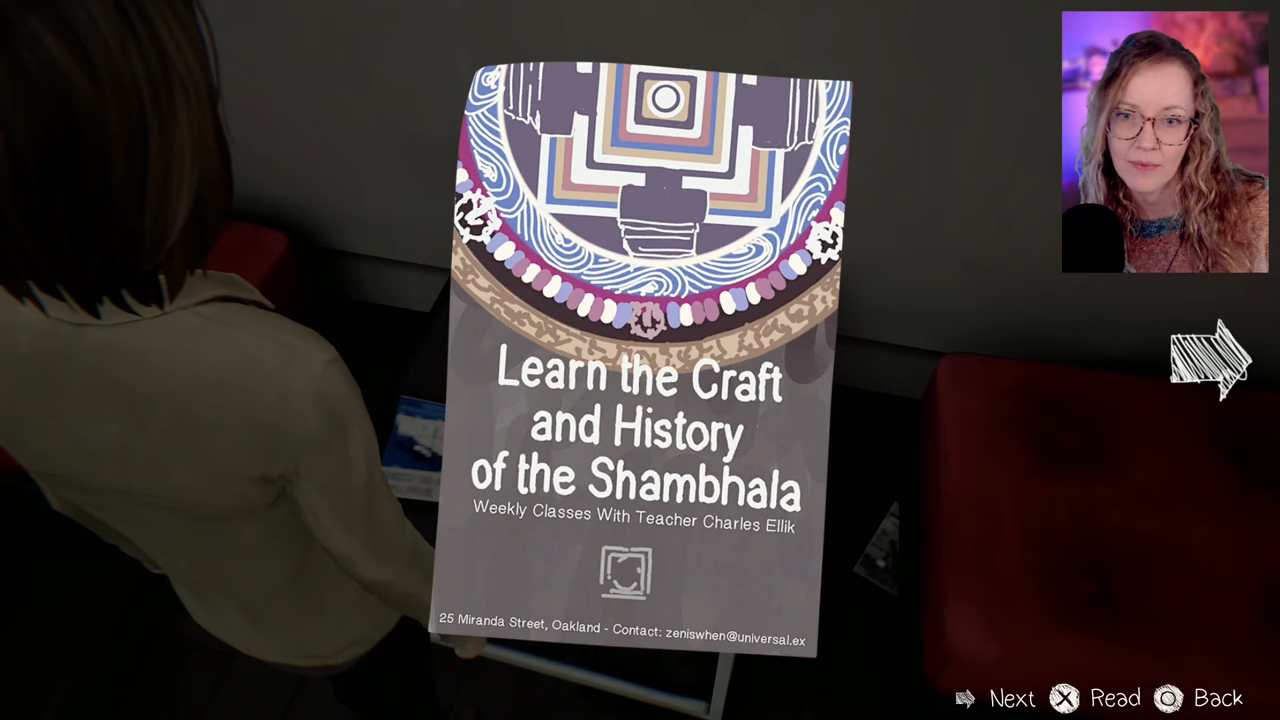 Learn the Craft
and History
of the Shambhala
Weekly Classes With Teacher Charles Ellik
25 Miranda Street, Oakland - Contact: zeniswhen@universal.ex
Next Read Back